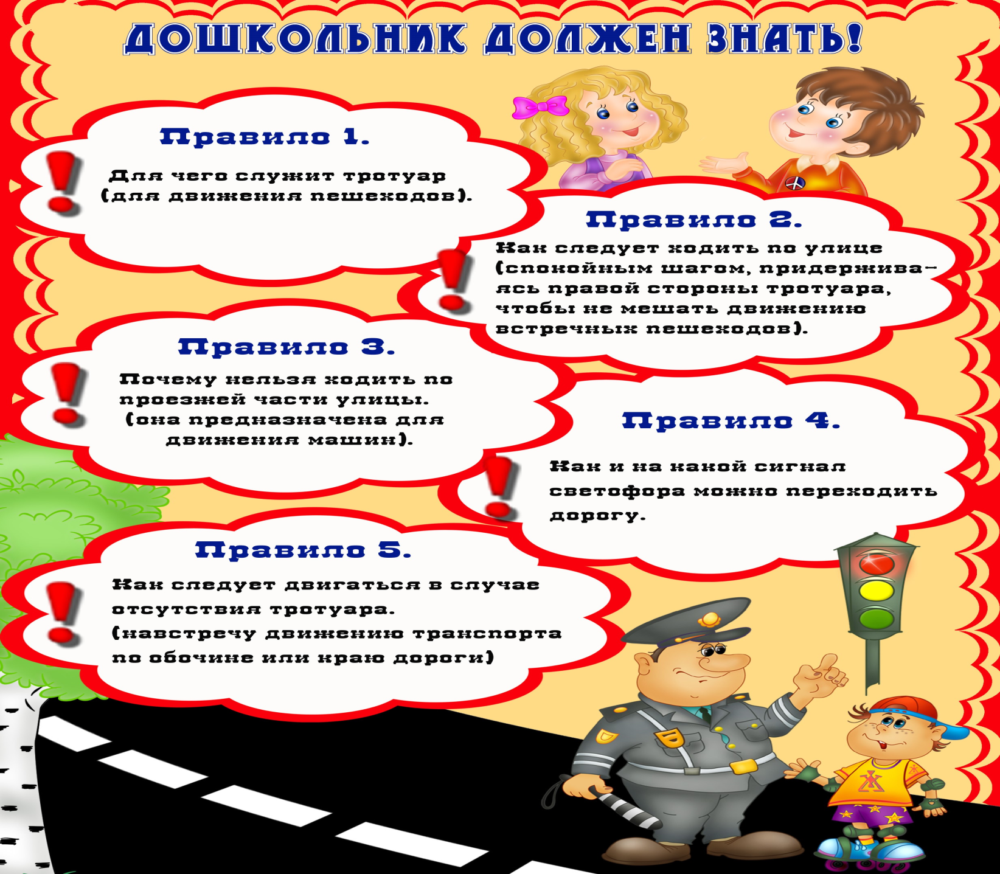 ДОШКОЛЬНИК ДОЛЖЕН ЗНАТЬ!
Правило 1.
Для чего служит тротуар
(для движения пешеходов).
Правило 2.
Как следует ходить по улице
(спокойным шагом, придержива-
ясь правой стороны тротуара,
чтобы не мешать движению
встречных пешеходов).
Правило 3.
Почему нельзя ходить по
проезжей части улицы.
(она предназначена для
движения машин).
Правило 4.
Как и на какой сигнал
светофора можно переходить
дорогу.
Правило 5.
Как следует двигаться в случае
отсутствия тротуара.
(навстречу движению транспорта
по обочине или краю дороги)